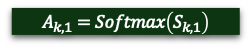 A_{k,1} = Softmax(S_{k,1})